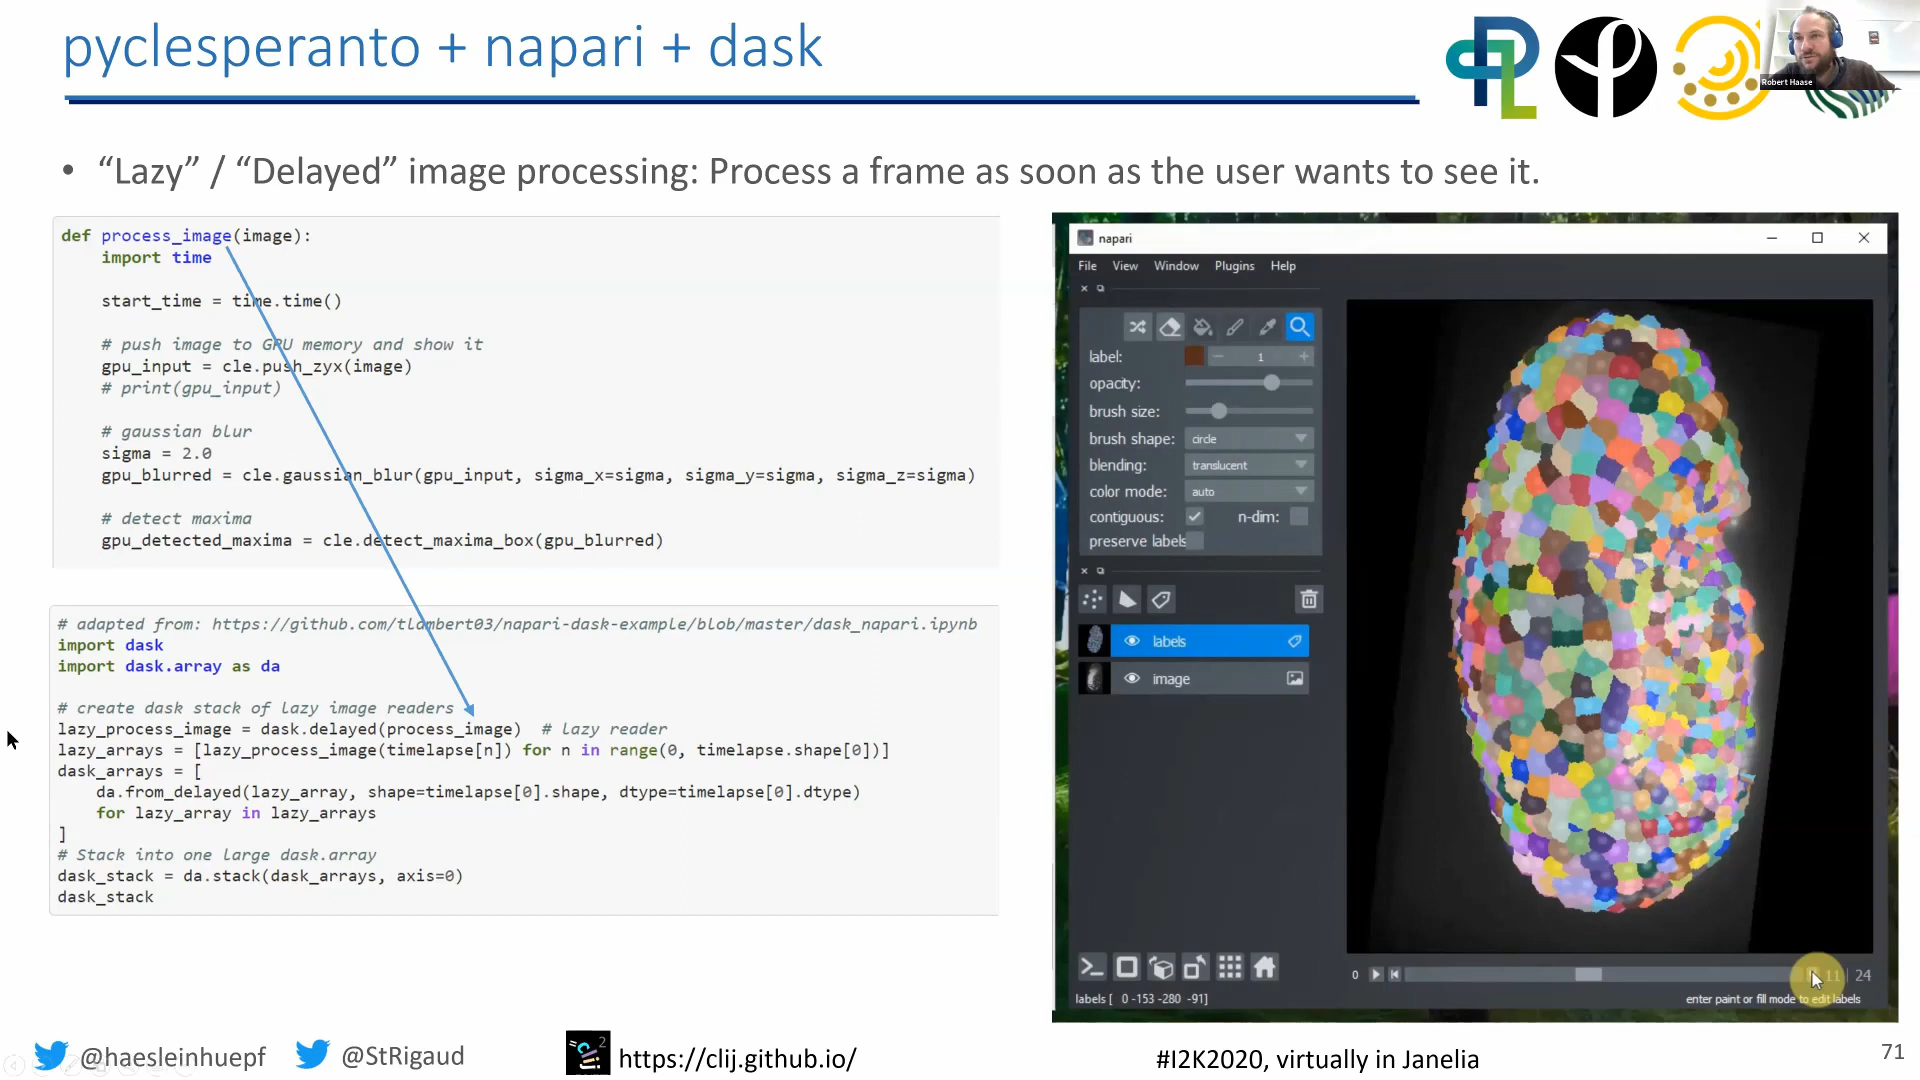 pyclesperanto + napari + dask
Robert Haase
• “Lazy” / “Delayed” image processing: Process a frame as soon as the user wants to see it.
def process_image(image):
import time
start_time = time.time()
# push image to GPU memory and show it
gpu_input = cle.push_zyx(image)
# print(gpu_input)
# gaussian blur
sigma = 2.0
gpu_blurred = cle.gaussian_blur(gpu_input, sigma_x=sigma, sigma_y=sigma, sigma_z=sigma)
# detect maxima
gpu_detected_maxima = cle.detect_maxima_box(gpu_blurred)
# adapted from: https://github.com/tlambert03/napari-dask-example/blob/master/dask_napari.ipynb
import dask
import dask.array as da
# create dask stack of lazy image readers
lazy_process_image = dask.delayed(process_image)  # lazy reader
lazy_arrays = [lazy_process_image(timelapse[n]) for n in range(0, timelapse.shape[0])]
dask_arrays = [
da.from_delayed(lazy_array, shape=timelapse[0].shape, dtype=timelapse[0].dtype)
for lazy_array in lazy_arrays
]
# Stack into one large dask.array
dask_stack = da.stack(dask_arrays, axis=0)
dask_stack
napari
File View Window Plugins Help
label: 1
opacity:
brush size:
brush shape: circle
blending: translucent
color mode: auto
contiguous: n-dim:
preserve labels
labels
image
0 11 24
labels [ 0 -153 -280 -91]
enter paint or fill mode to edit labels
@haesleinhuepf
@StRigaud
https://clij.github.io/
#I2K2020, virtually in Janelia
71